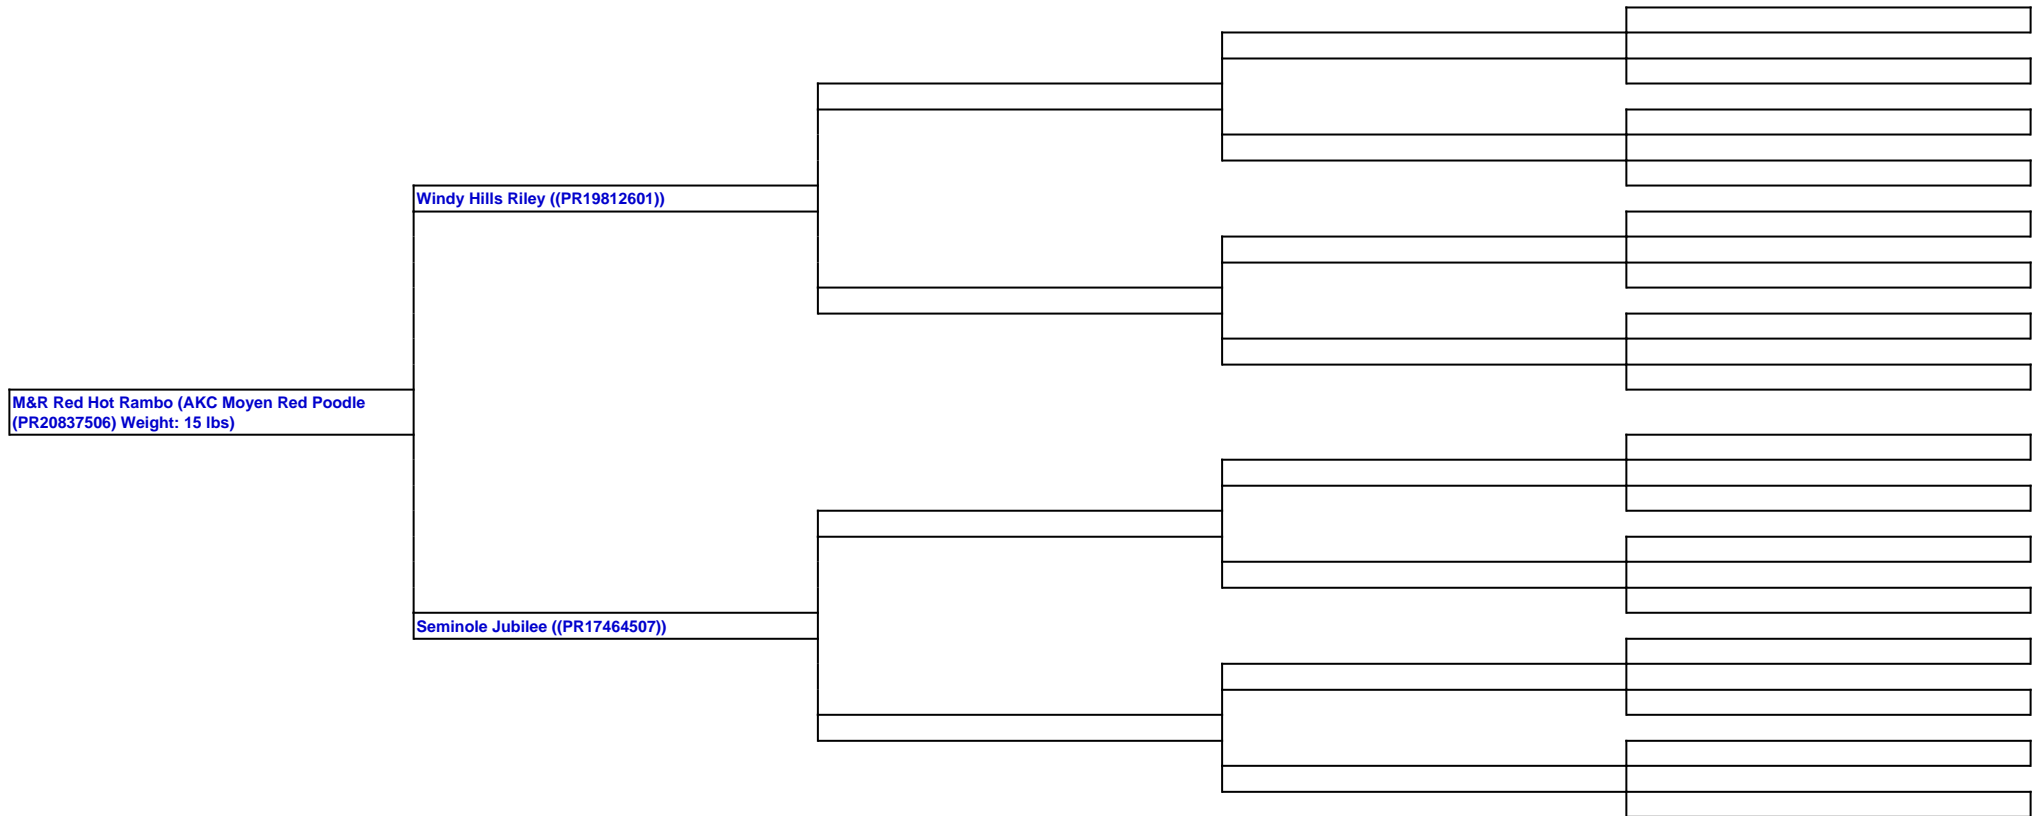 Windy Hills Riley ((PR19812601))
M&R Red Hot Rambo (AKC Moyen Red Poodle
(PR20837506) Weight: 15 lbs)
Seminole Jubilee ((PR17464507))